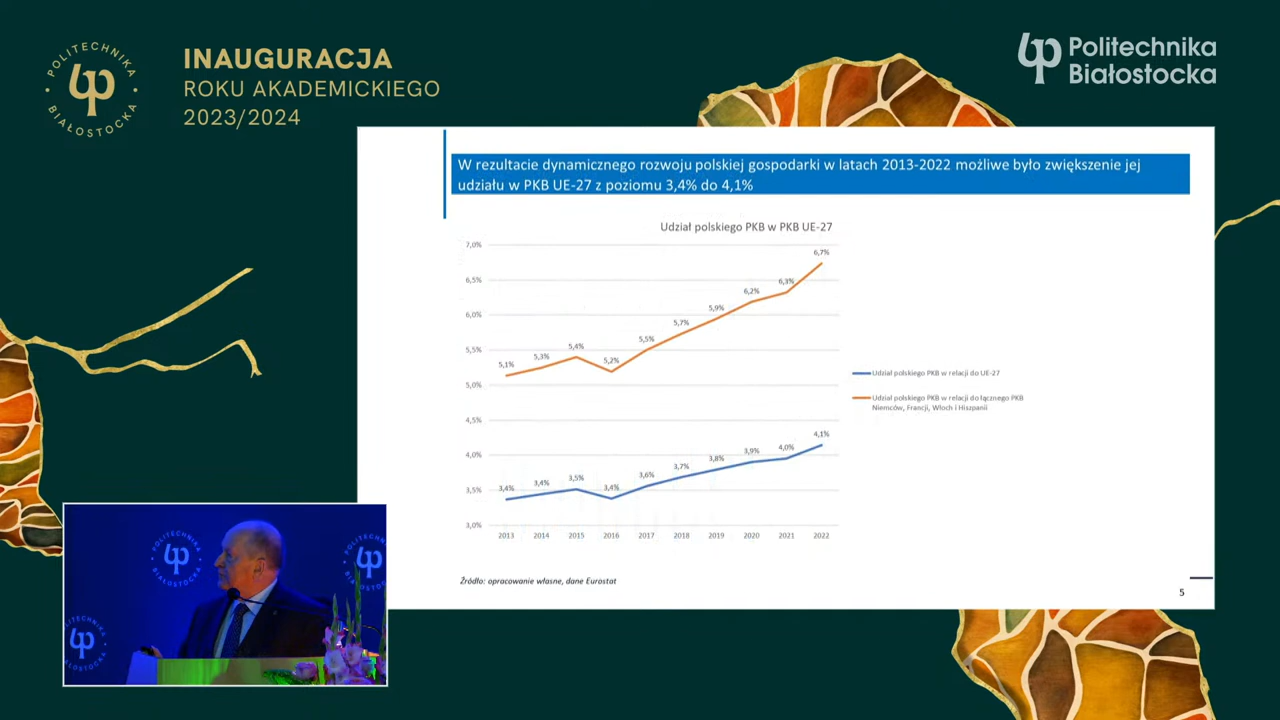 POLITECHNIKA
BIAŁOSTOCKA
INAUGURACJA
ROKU AKADEMICKIEGO
2023/2024
Politechnika
Białostocka
W rezultacie dynamicznego rozwoju polskiej gospodarki w latach 2013-2022 możliwe było zwiększenie jej
udziału w PKB UE-27 z poziomu 3,4% do 4,1%
Udział polskiego PKB w PKB UE-27
7,0%
6,5%
6,0%
5,5%
5,0%
4,5%
4,0%
3,5%
3,0%
5,1%
5,3%
5,4%
5,2%
5,5%
5,7%
5,9%
6,2%
6,3%
6,7%
3,4%
3,4%
3,5%
3,4%
3,6%
3,7%
3,8%
3,9%
4,0%
4,1%
2013 2014 2015 2016 2017 2018 2019 2020 2021 2022
Udział polskiego PKB w relacji do UE-27
Udział polskiego PKB w relacji do łącznego PKB
Niemców, Francji, Włoch i Hiszpanii
Źródło: opracowanie własne, dane Eurostat
5
POLITECHNIKA
BIAŁOSTOCKA